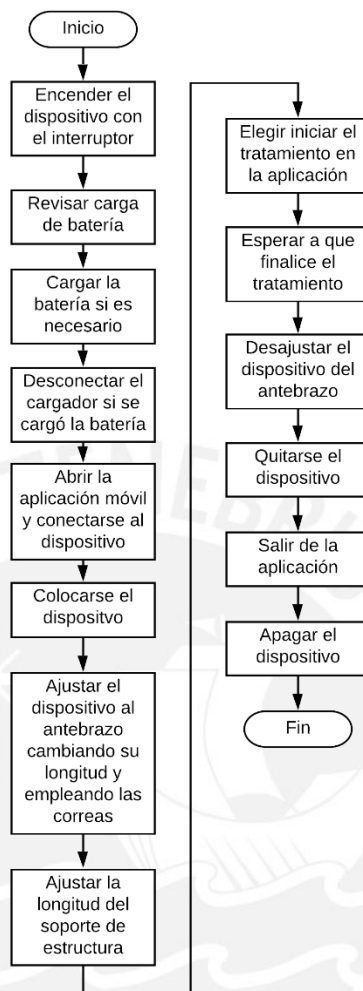 Inicio
Encender el
dispositivo con
el interruptor
Revisar carga
de batería
Cargar la
batería si es
necesario
Desconectar el
cargador si se
cargó la batería
Abrir la
aplicación móvil
y conectarse al
dispositivo
Colocarse el
dispositvo
Ajustar el
dispositivo al
antebrazo
cambiando su
longitud y
empleando las
correas
Ajustar la
longitud del
soporte de
estructura
Elegir iniciar el
tratamiento en
la aplicación
Esperar a que
finalice el
tratamiento
Desajustar el
dispositivo del
antebrazo
Quitarse el
dispositivo
Salir de la
aplicación
Apagar el
dispositivo
Fin